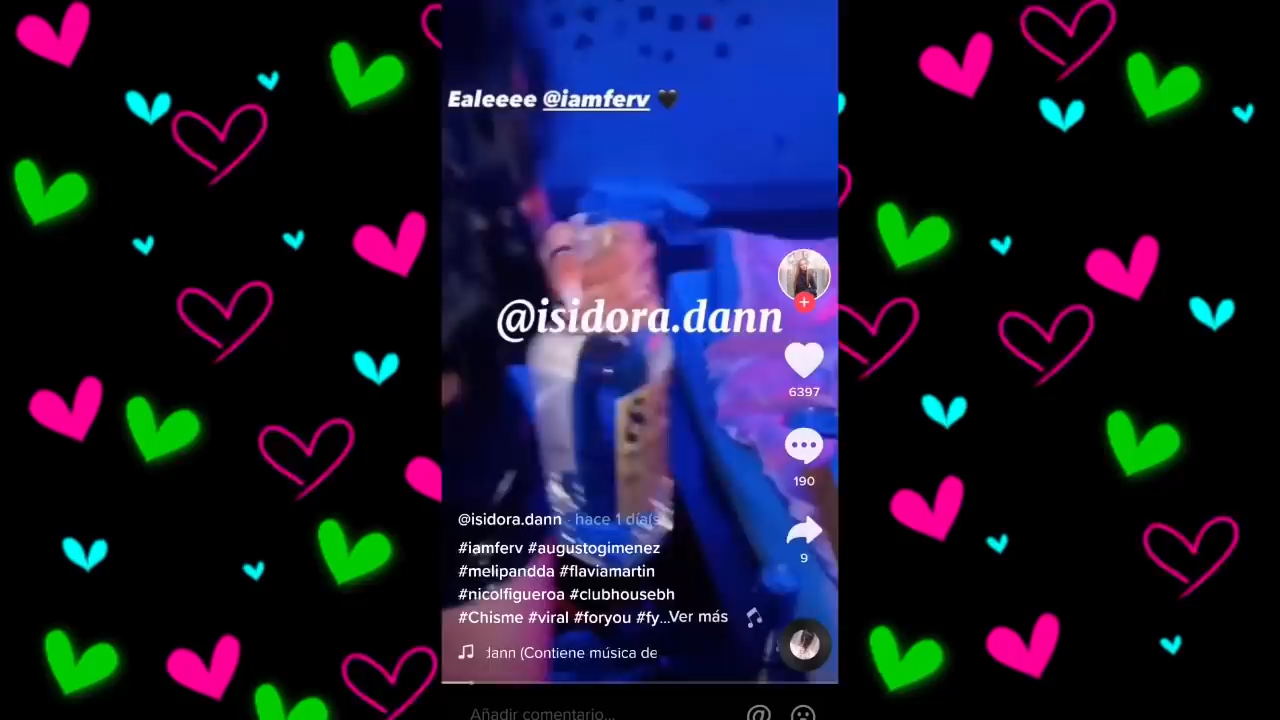 Ealeeee @iamferv 🖤
@isidora.dann
6397
190
9
@isidora.dann · hace 1 díaís
#iamferv #augustogimenez
#melipandda #flaviamartin
#nicolfigueroa #clubhousebh
#Chisme #viral #foryou #fy...Ver más
dann (Contiene música de
Añadir comentario...